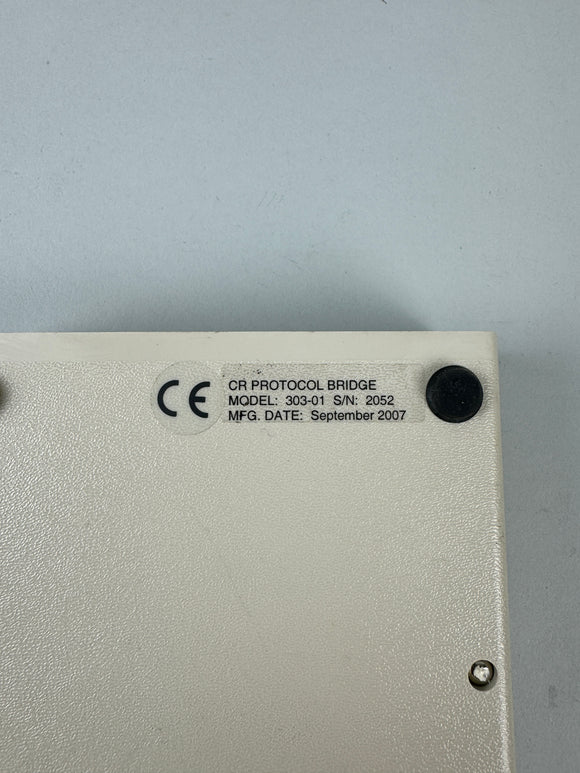 CE
CR PROTOCOL BRIDGE
MODEL: 303-01 S/N: 2052
MFG. DATE: September 2007